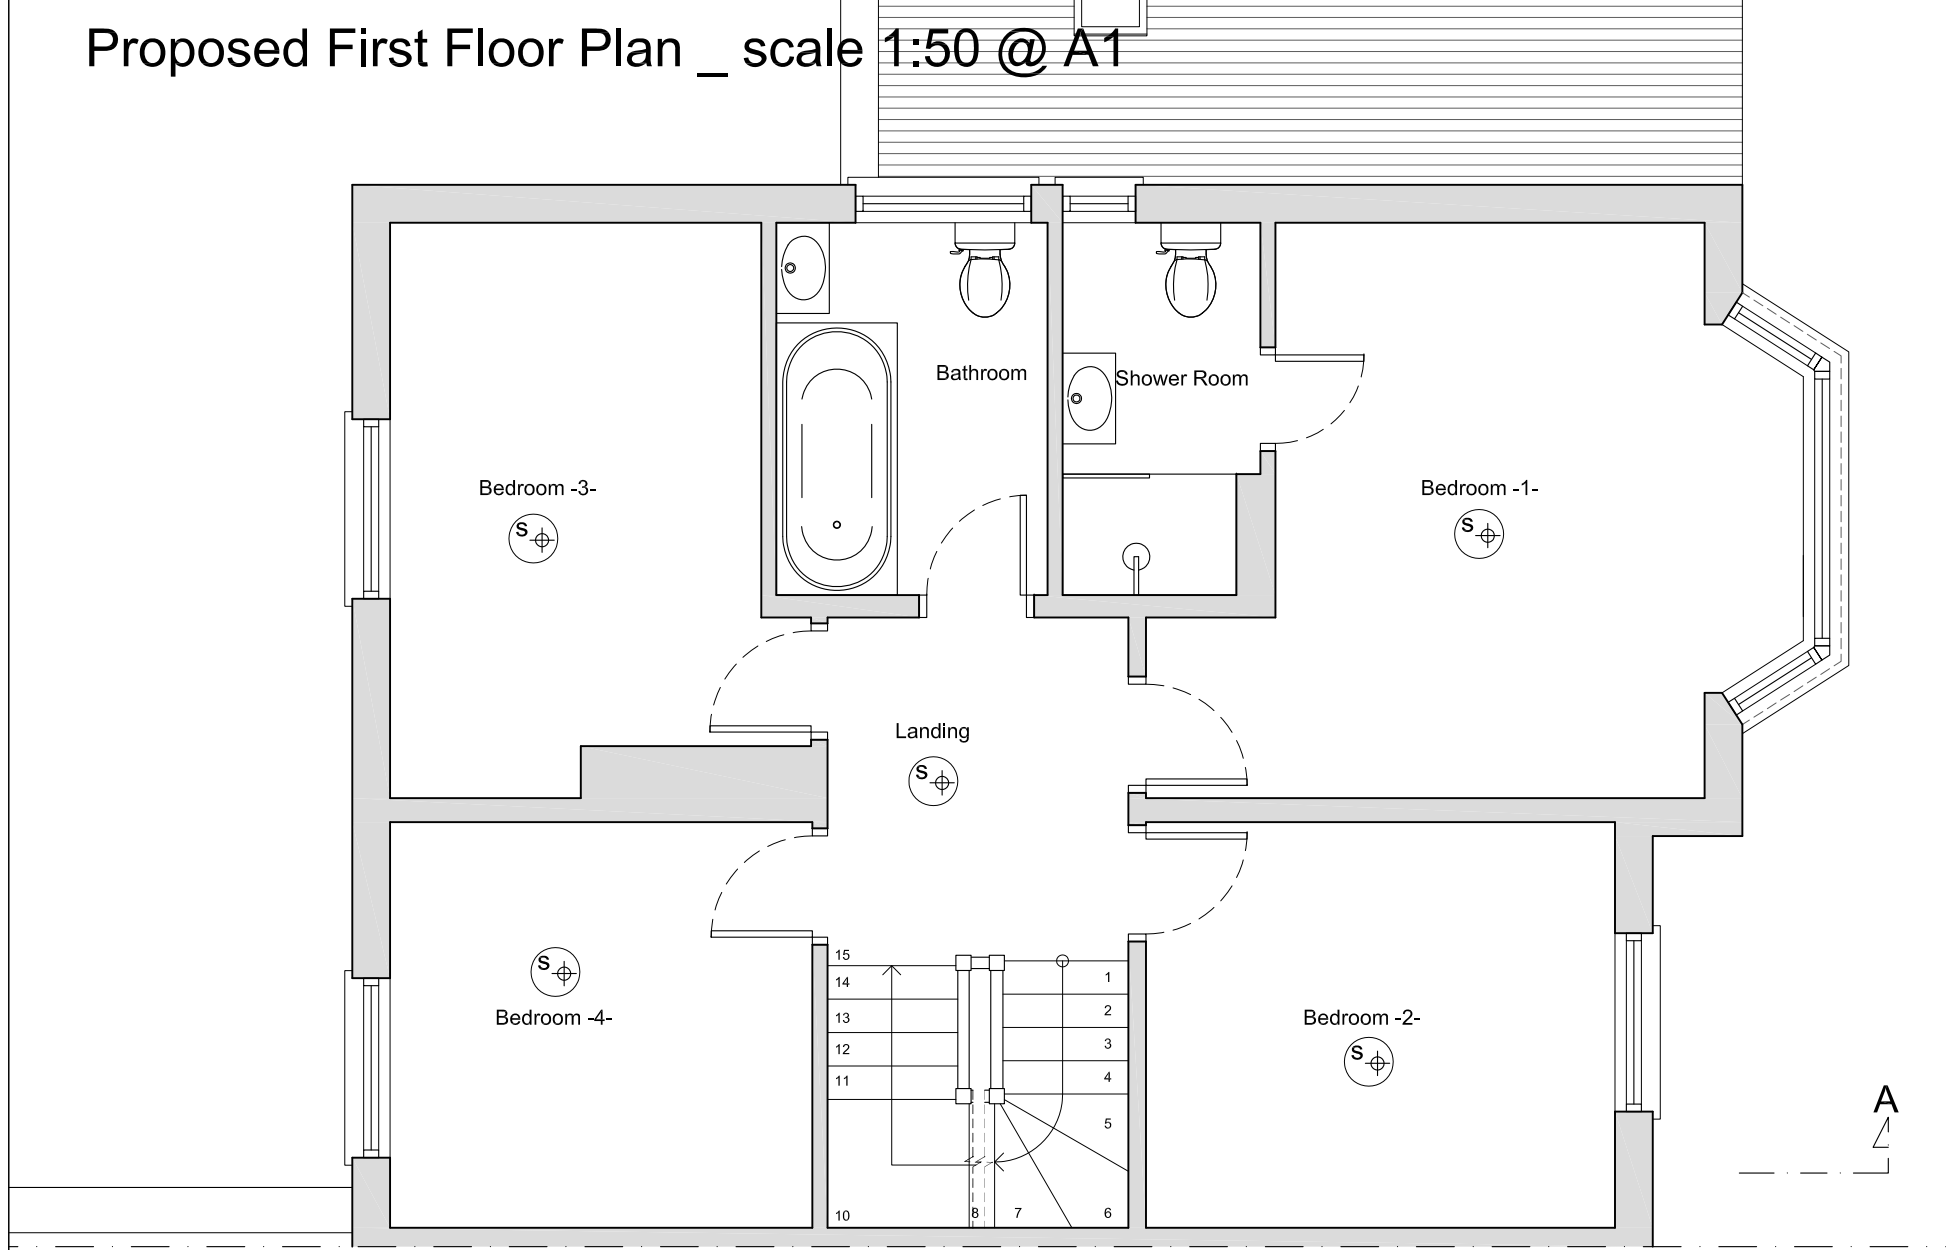 Proposed First Floor Plan _ scale 1:50 @ A1
Bathroom
Shower Room
Bedroom -3-
S
Bedroom -1-
S
Landing
S
S
Bedroom -4-
Bedroom -2-
S
15
14
13
12
11
10
1
2
3
4
5
6
7
8
A